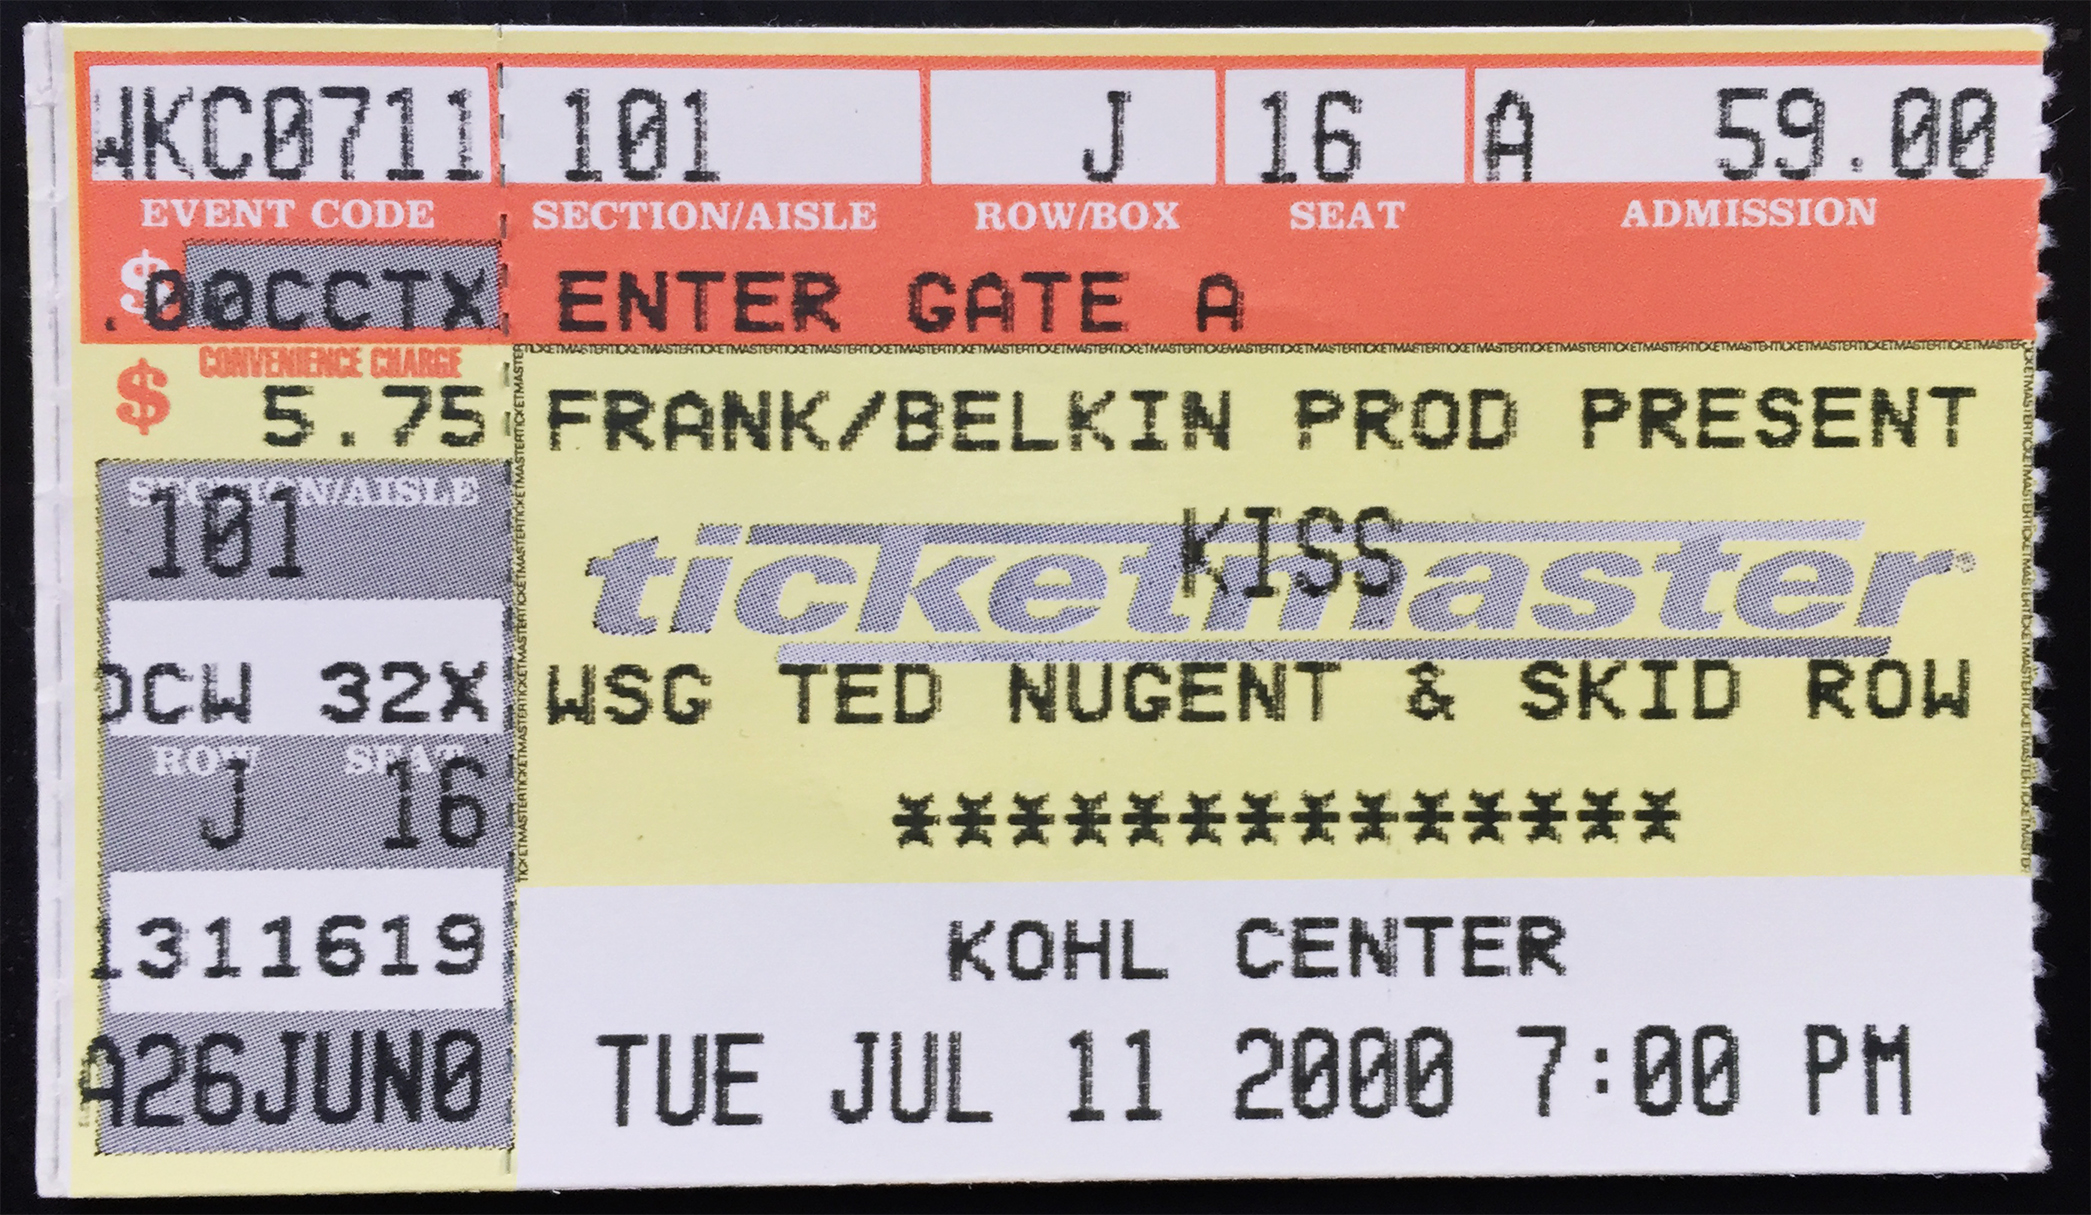 WKC0711 101 J 16 A 59.00
EVENT CODE SECTION/AISLE ROW/BOX SEAT ADMISSION
$ .00CCTX ENTER GATE A
CONVENIENCE CHARGE
$ 5.75
FRANK/BELKIN PROD PRESENT
SECTION/AISLE
101
KISS
ticketmaster®
DCW 32X
WSG TED NUGENT & SKID ROW
ROW SEAT
J 16
**************
1311619
KOHL CENTER
A26JUN0
TUE JUL 11 2000 7:00 PM